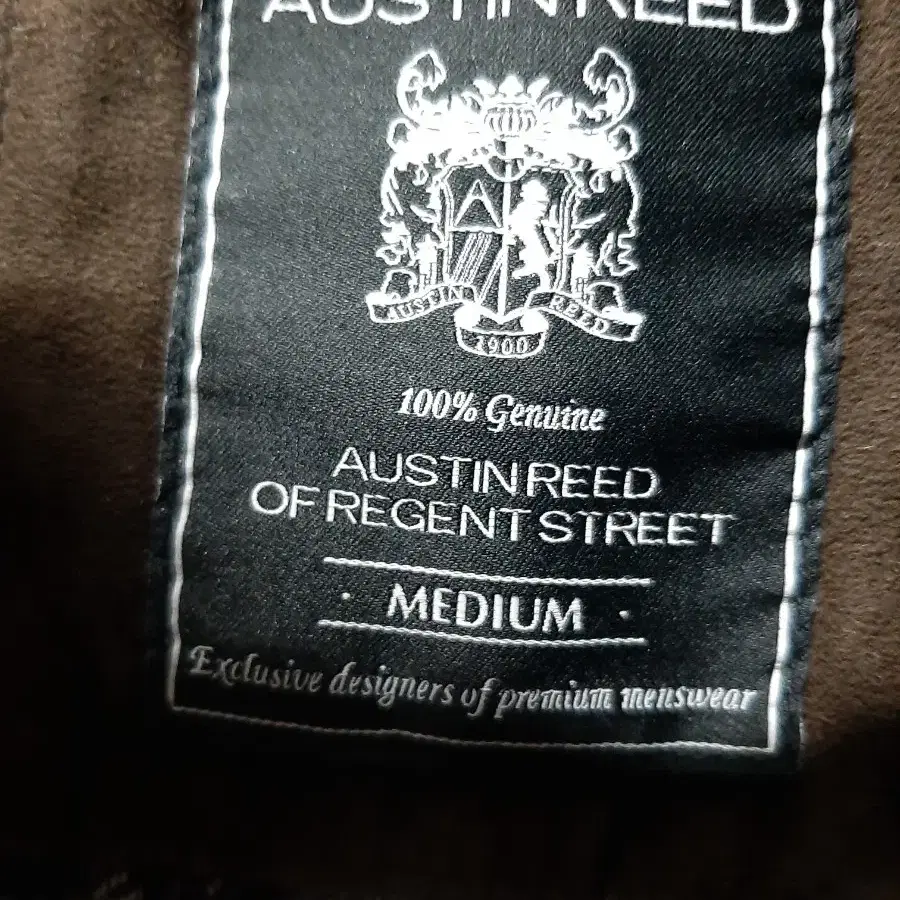 AUSTIN REED
A
AUSTIN REED
1900
100% Genuine
AUSTIN REED
OF REGENT STREET
· MEDIUM ·
Exclusive designers of premium menswear